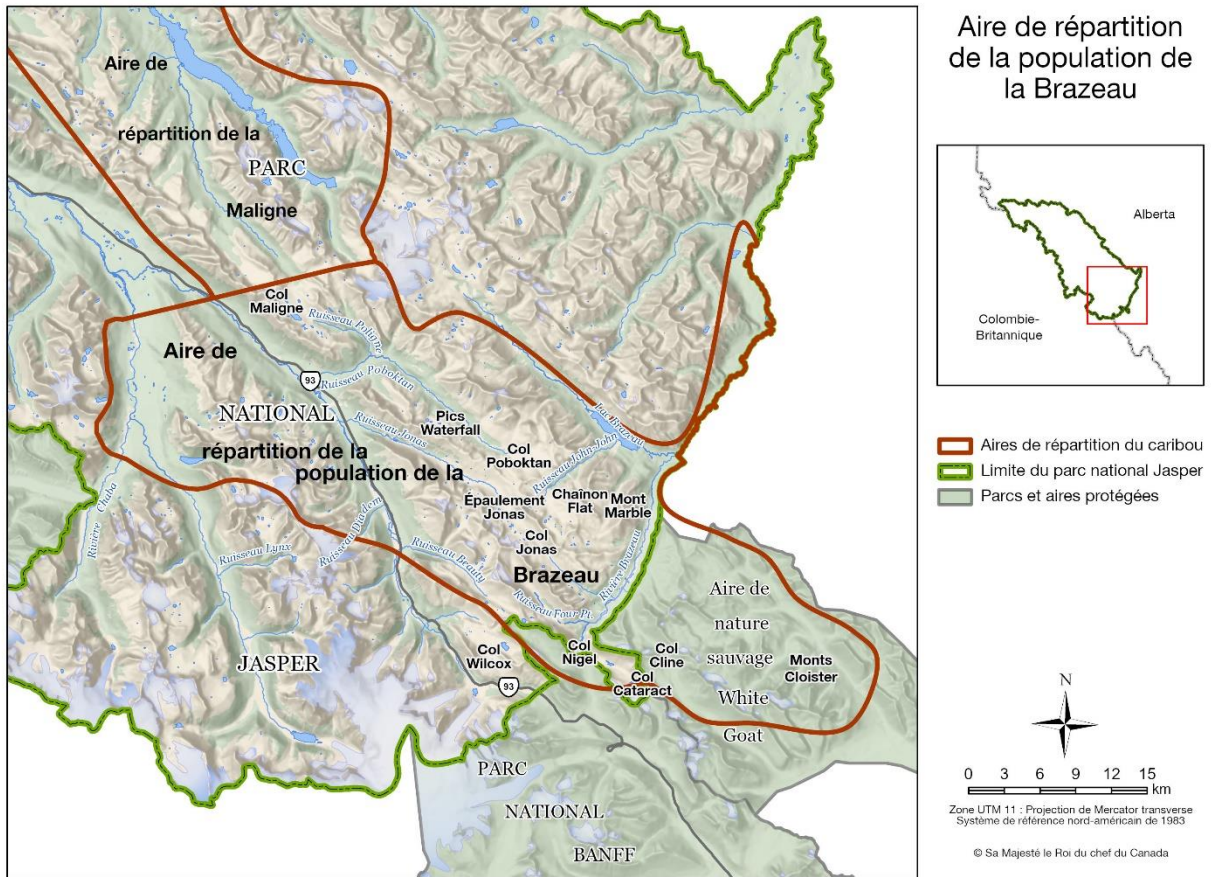 Aire de répartition
de la population de
la Brazeau
Alberta
Colombie-
Britannique
Aires de répartition du caribou
Limite du parc national Jasper
Parcs et aires protégées
N
0 3 6 9 12 15
km
Zone UTM 11 : Projection de Mercator transverse
Système de référence nord-américain de 1983
© Sa Majesté le Roi du chef du Canada
Aire de
répartition de la
Maligne
PARC
NATIONAL
JASPER
Col
Maligne
Ruisseau Poligne
Aire de
répartition de la
population de la
Brazeau
93
Ruisseau Poboktan
Ruisseau Jonas
Pics
Waterfall
Col
Poboktan
Lac Brazeau
Ruisseau John-John
Épaulement
Jonas
Chaînon
Flat
Mont
Marble
Col
Jonas
Rivière Chaba
Ruisseau Lynx
Ruisseau Diadem
Ruisseau Beauty
Rivière Brazeau
Ruisseau Four Pt.
Col
Wilcox
93
Col
Nigel
Col
Cline
Col
Cataract
Aire de
nature
sauvage
White
Goat
Monts
Cloister
PARC
NATIONAL
BANFF